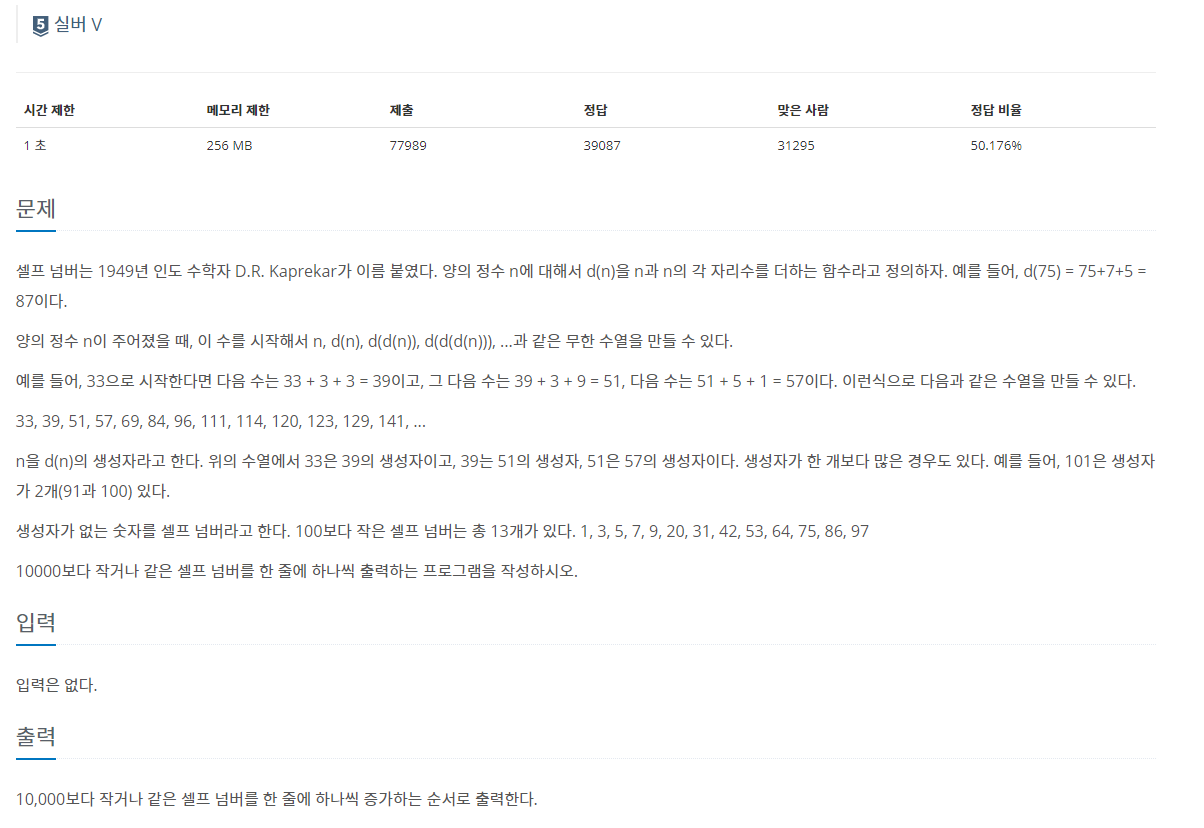 5 실버 V
시간 제한 메모리 제한 제출 정답 맞은 사람 정답 비율
1 초 256 MB 77989 39087 31295 50.176%
문제
셀프 넘버는 1949년 인도 수학자 D.R. Kaprekar가 이름 붙였다. 양의 정수 n에 대해서 d(n)을 n과 n의 각 자리수를 더하는 함수라고 정의하자. 예를 들어, d(75) = 75+7+5 =
87이다.
양의 정수 n이 주어졌을 때, 이 수를 시작해서 n, d(n), d(d(n)), d(d(d(n))), ...과 같은 무한 수열을 만들 수 있다.
예를 들어, 33으로 시작한다면 다음 수는 33 + 3 + 3 = 39이고, 그 다음 수는 39 + 3 + 9 = 51, 다음 수는 51 + 5 + 1 = 57이다. 이런식으로 다음과 같은 수열을 만들 수 있다.
33, 39, 51, 57, 69, 84, 96, 111, 114, 120, 123, 129, 141, ...
n을 d(n)의 생성자라고 한다. 위의 수열에서 33은 39의 생성자이고, 39는 51의 생성자, 51은 57의 생성자이다. 생성자가 한 개보다 많은 경우도 있다. 예를 들어, 101은 생성자
가 2개(91과 100) 있다.
생성자가 없는 숫자를 셀프 넘버라고 한다. 100보다 작은 셀프 넘버는 총 13개가 있다. 1, 3, 5, 7, 9, 20, 31, 42, 53, 64, 75, 86, 97
10000보다 작거나 같은 셀프 넘버를 한 줄에 하나씩 출력하는 프로그램을 작성하시오.
입력
입력은 없다.
출력
10,000보다 작거나 같은 셀프 넘버를 한 줄에 하나씩 증가하는 순서로 출력한다.